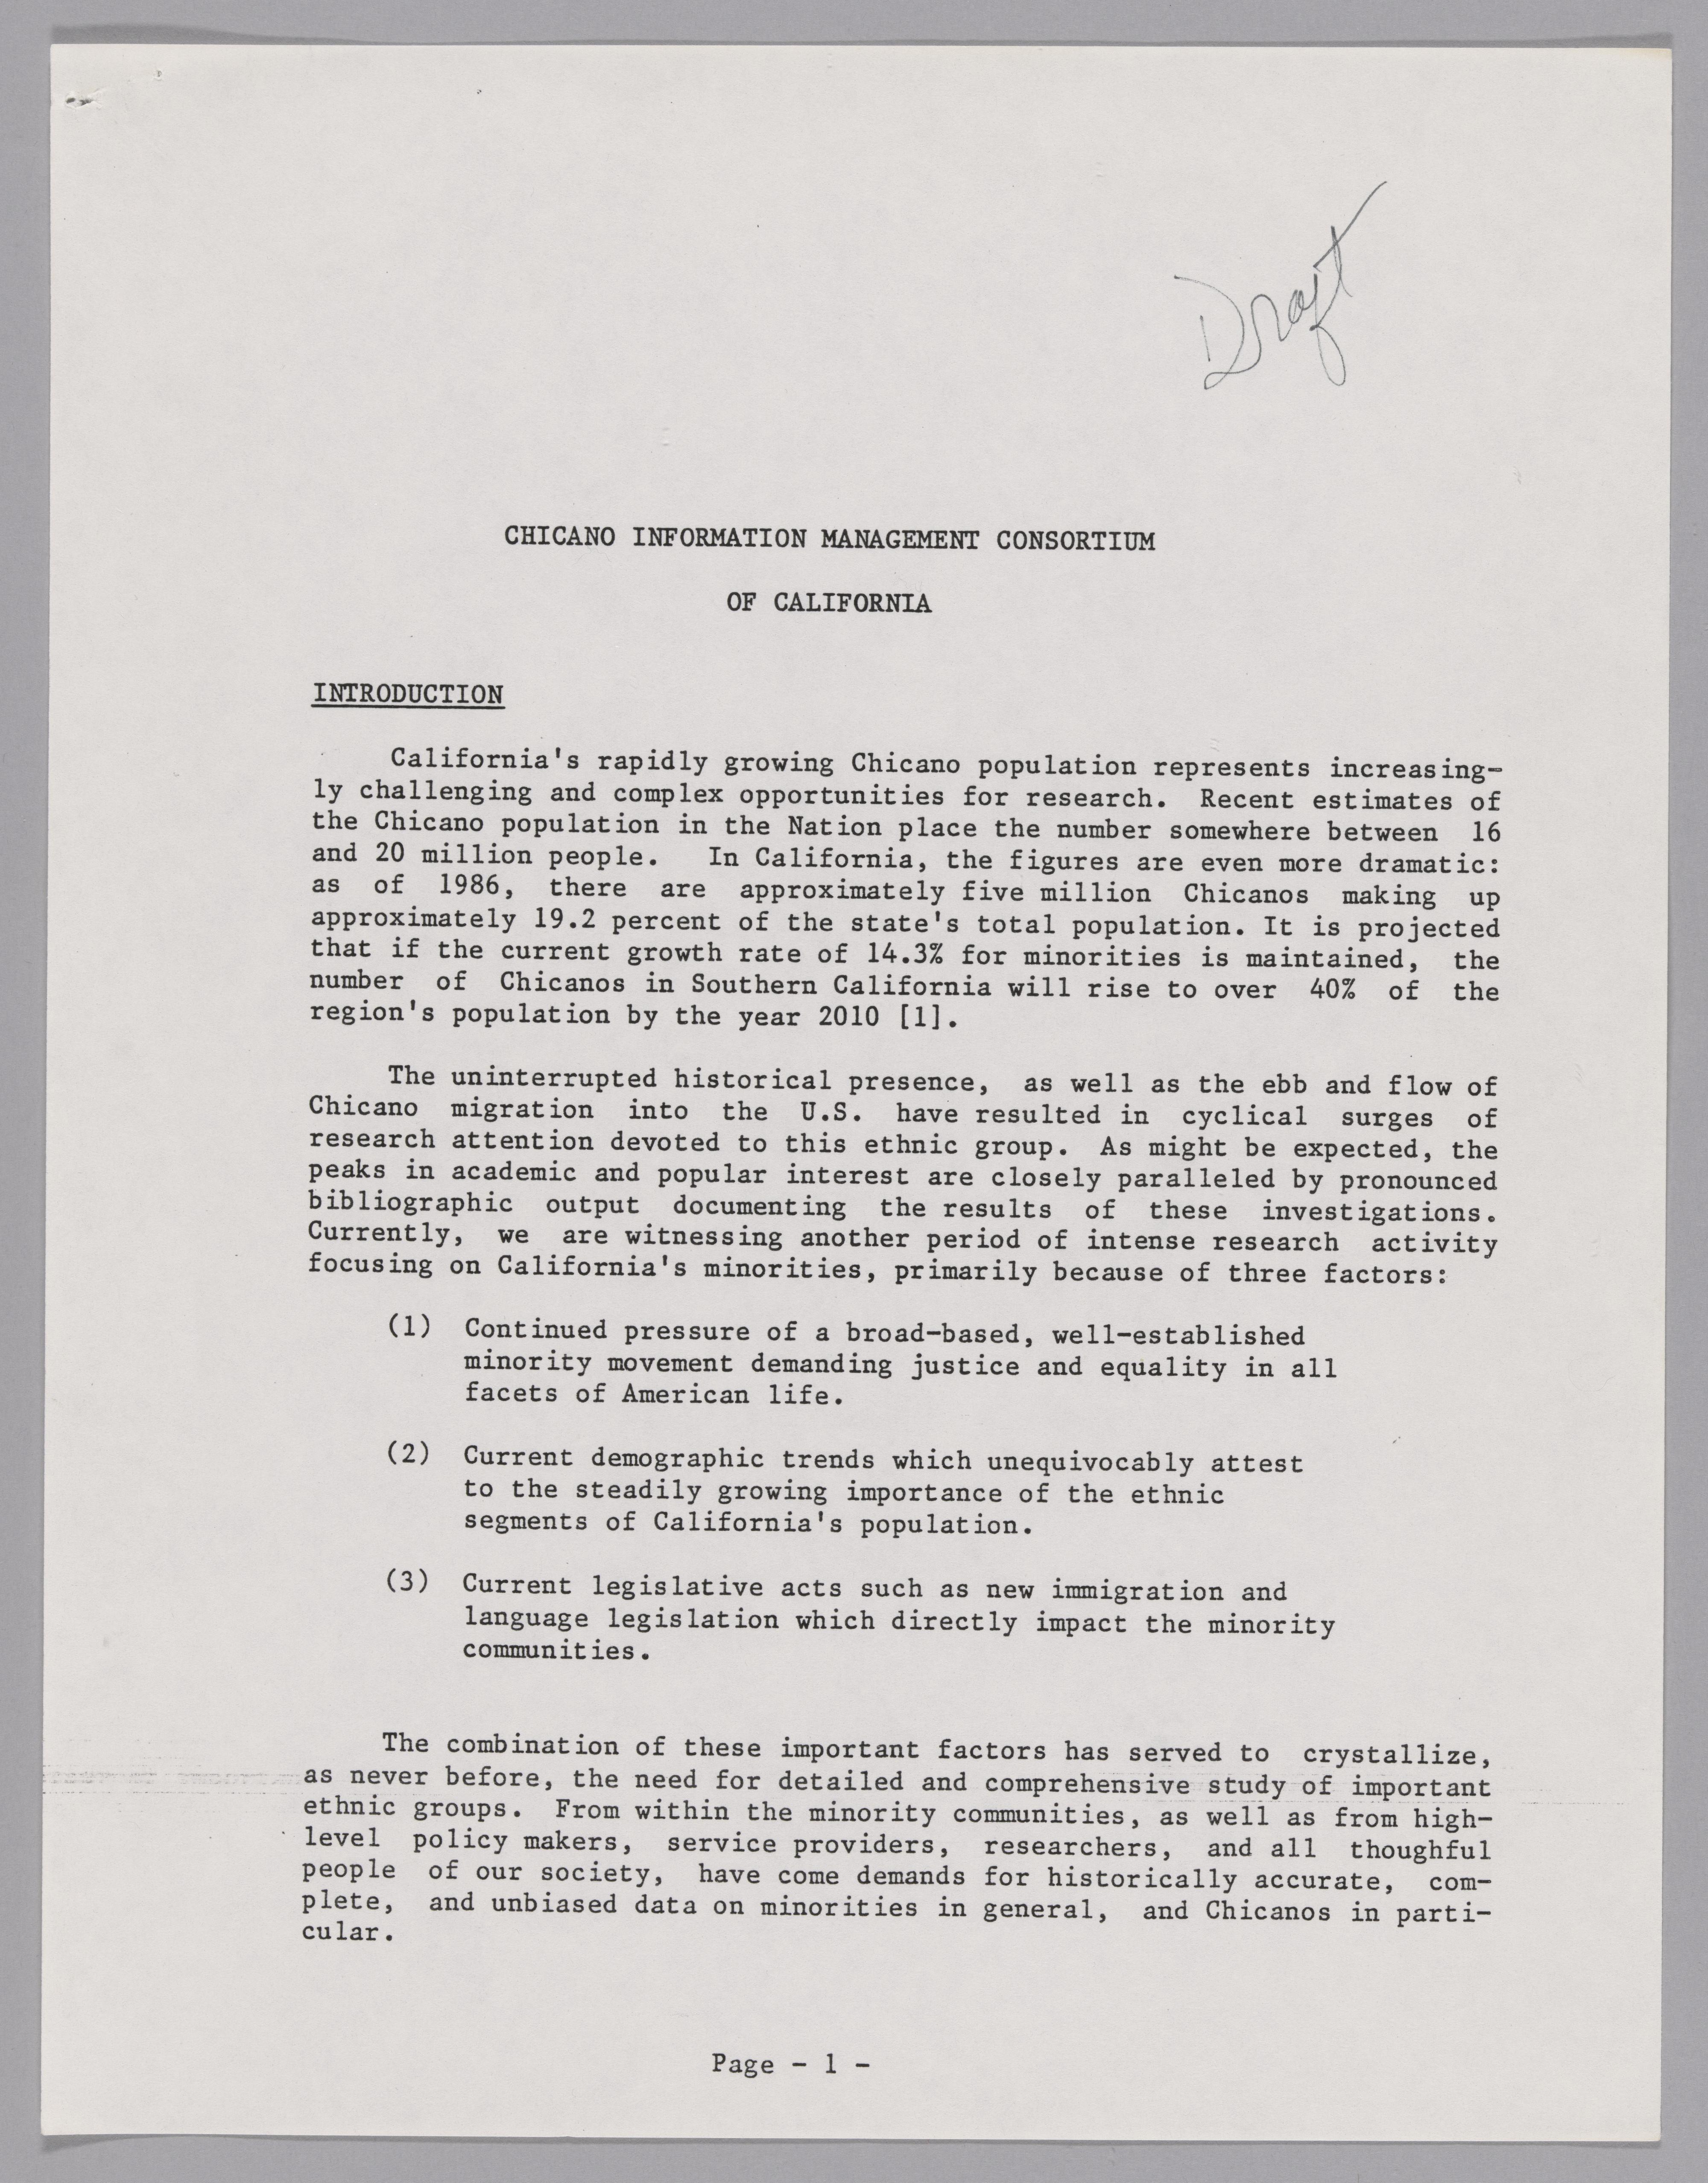 Draft
CHICANO INFORMATION MANAGEMENT CONSORTIUM
OF CALIFORNIA
INTRODUCTION
California's rapidly growing Chicano population represents increasing-
ly challenging and complex opportunities for research. Recent estimates of
the Chicano population in the Nation place the number somewhere between 16
and 20 million people. In California, the figures are even more dramatic:
as of 1986, there are approximately five million Chicanos making up
approximately 19.2 percent of the state's total population. It is projected
that if the current growth rate of 14.3% for minorities is maintained, the
number of Chicanos in Southern California will rise to over 40% of the
region's population by the year 2010 [1].
The uninterrupted historical presence, as well as the ebb and flow of
Chicano migration into the U.S. have resulted in cyclical surges of
research attention devoted to this ethnic group. As might be expected, the
peaks in academic and popular interest are closely paralleled by pronounced
bibliographic output documenting the results of these investigations.
Currently, we are witnessing another period of intense research activity
focusing on California's minorities, primarily because of three factors:
(1) Continued pressure of a broad-based, well-established
minority movement demanding justice and equality in all
facets of American life.
(2) Current demographic trends which unequivocably attest
to the steadily growing importance of the ethnic
segments of California's population.
(3) Current legislative acts such as new immigration and
language legislation which directly impact the minority
communities.
The combination of these important factors has served to crystallize,
as never before, the need for detailed and comprehensive study of important
ethnic groups. From within the minority communities, as well as from high-
level policy makers, service providers, researchers, and all thoughful
people of our society, have come demands for historically accurate, com-
plete, and unbiased data on minorities in general, and Chicanos in parti-
cular.
Page - 1 -